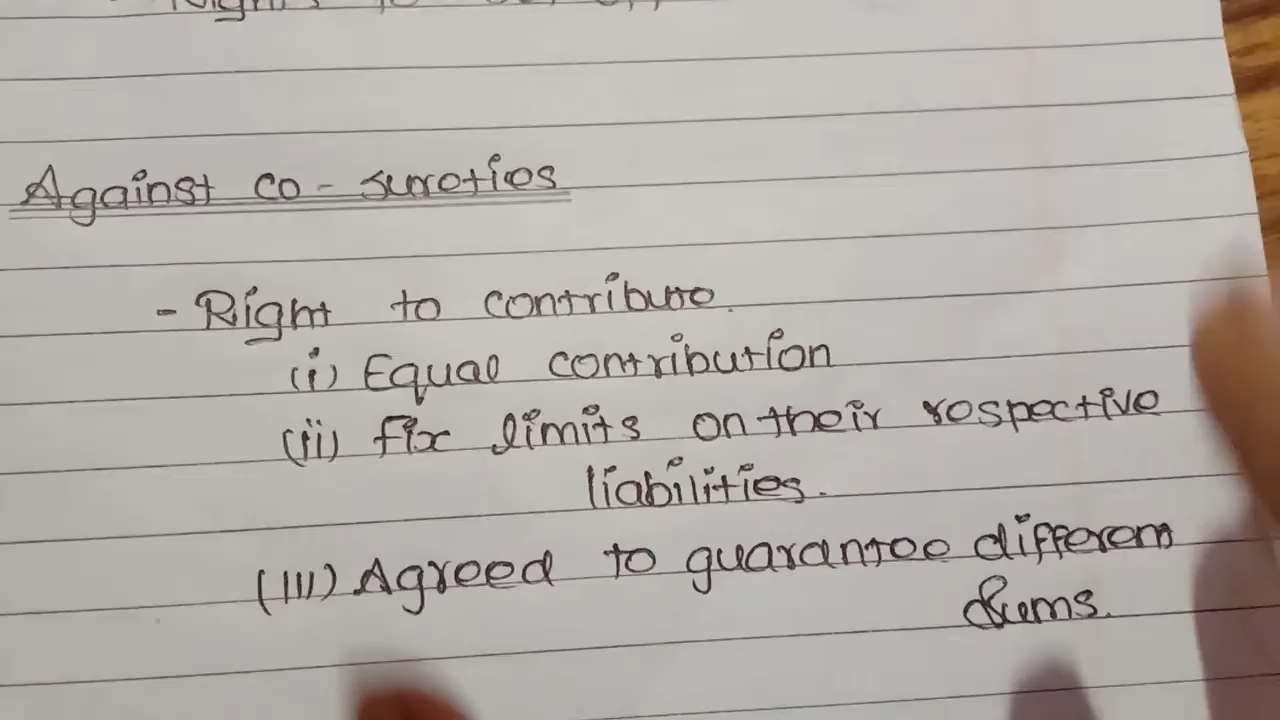 Against co-sureties
- Right to contribute.
(i) Equal contribution
(ii) Fix limits on their respective
liabilities.
(III) Agreed to guarantee different
sums.